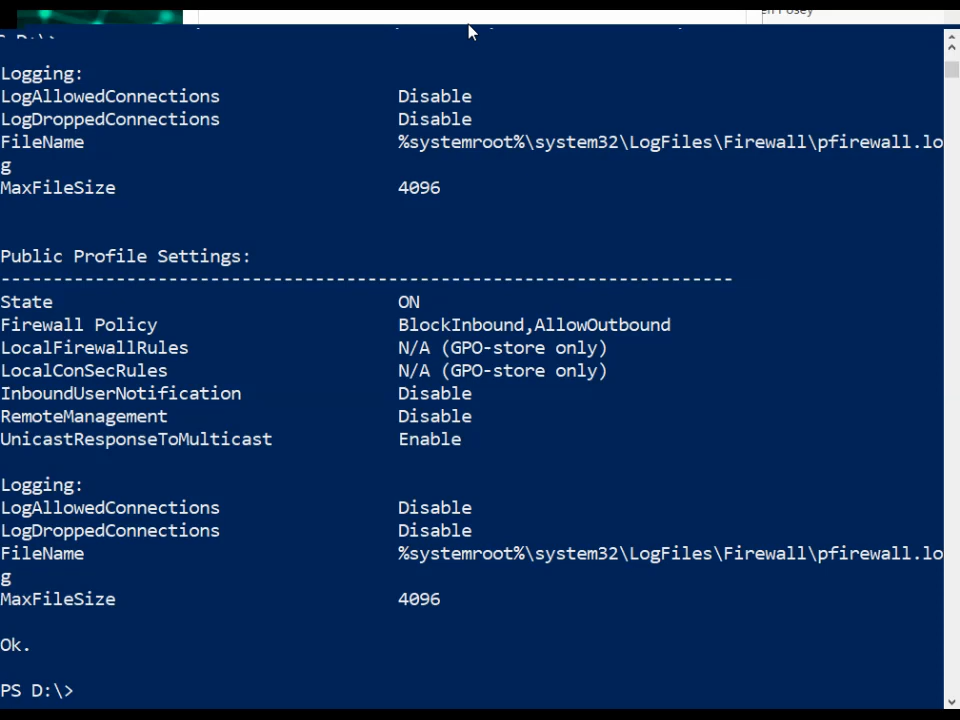 Logging:
LogAllowedConnections Disable
LogDroppedConnections Disable
FileName %systemroot%\system32\LogFiles\Firewall\pfirewall.lo
g
MaxFileSize 4096
Public Profile Settings:
----------------------------------------------------------------------
State ON
Firewall Policy BlockInbound,AllowOutbound
LocalFirewallRules N/A (GPO-store only)
LocalConSecRules N/A (GPO-store only)
InboundUserNotification Disable
RemoteManagement Disable
UnicastResponseToMulticast Enable
Logging:
LogAllowedConnections Disable
LogDroppedConnections Disable
FileName %systemroot%\system32\LogFiles\Firewall\pfirewall.lo
g
MaxFileSize 4096
Ok.
PS D:\>